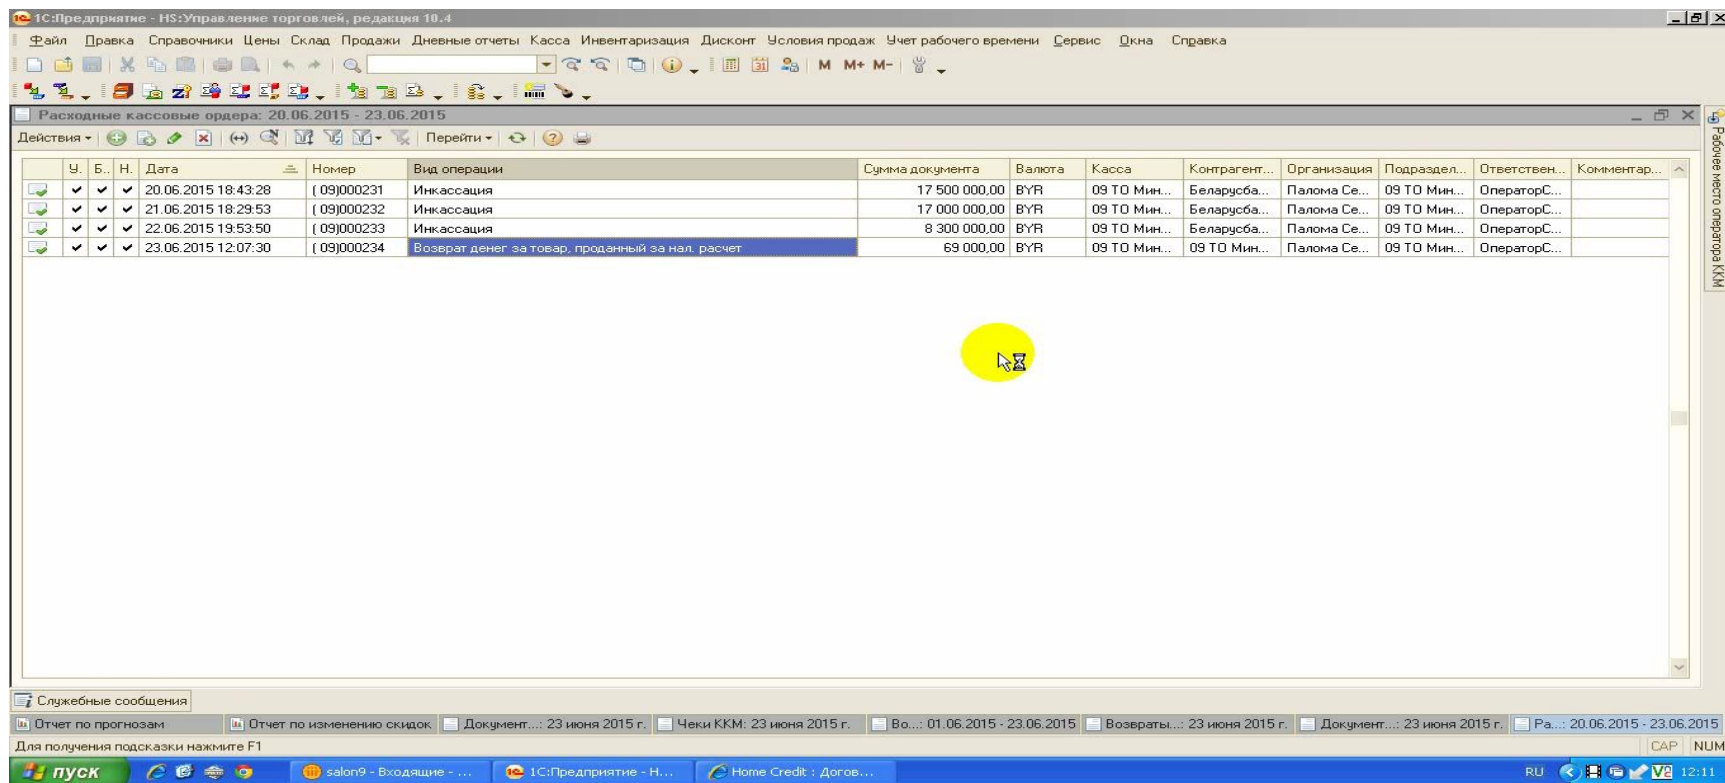 1С:Предприятие - HS:Управление торговлей, редакция 10.4
Файл Правка Справочники Цены Склад Продажи Дневные отчеты Касса Инвентаризация Дисконт Условия продаж Учет рабочего времени Сервис Окна Справка
M M+ M-
Расходные кассовые ордера: 20.06.2015 - 23.06.2015
Действия Перейти
У. Б.. Н. Дата Номер Вид операции Сумма документа Валюта Касса Контрагент... Организация Подраздел... Ответствен... Комментар...
20.06.2015 18:43:28 ( 09)000231 Инкассация 17 500 000,00 BYR 09 ТО Мин... Беларусба... Палома Се... 09 ТО Мин... ОператорС...
21.06.2015 18:29:53 ( 09)000232 Инкассация 17 000 000,00 BYR 09 ТО Мин... Беларусба... Палома Се... 09 ТО Мин... ОператорС...
22.06.2015 19:53:50 ( 09)000233 Инкассация 8 300 000,00 BYR 09 ТО Мин... Беларусба... Палома Се... 09 ТО Мин... ОператорС...
23.06.2015 12:07:30 ( 09)000234 Возврат денег за товар, проданный за нал. расчет 69 000,00 BYR 09 ТО Мин... 09 ТО Мин... Палома Се... 09 ТО Мин... ОператорС...
Рабочее место оператора ККМ
Служебные сообщения
Отчет по прогнозам Отчет по изменению скидок Документ...: 23 июня 2015 г. Чеки ККМ: 23 июня 2015 г. Во...: 01.06.2015 - 23.06.2015 Возвраты...: 23 июня 2015 г. Документ...: 23 июня 2015 г. Ра...: 20.06.2015 - 23.06.2015
Для получения подсказки нажмите F1 CAP NUM
пуск salon9 - Входящие - ... 1С:Предприятие - Н... Home Credit : Догов... RU 12:11